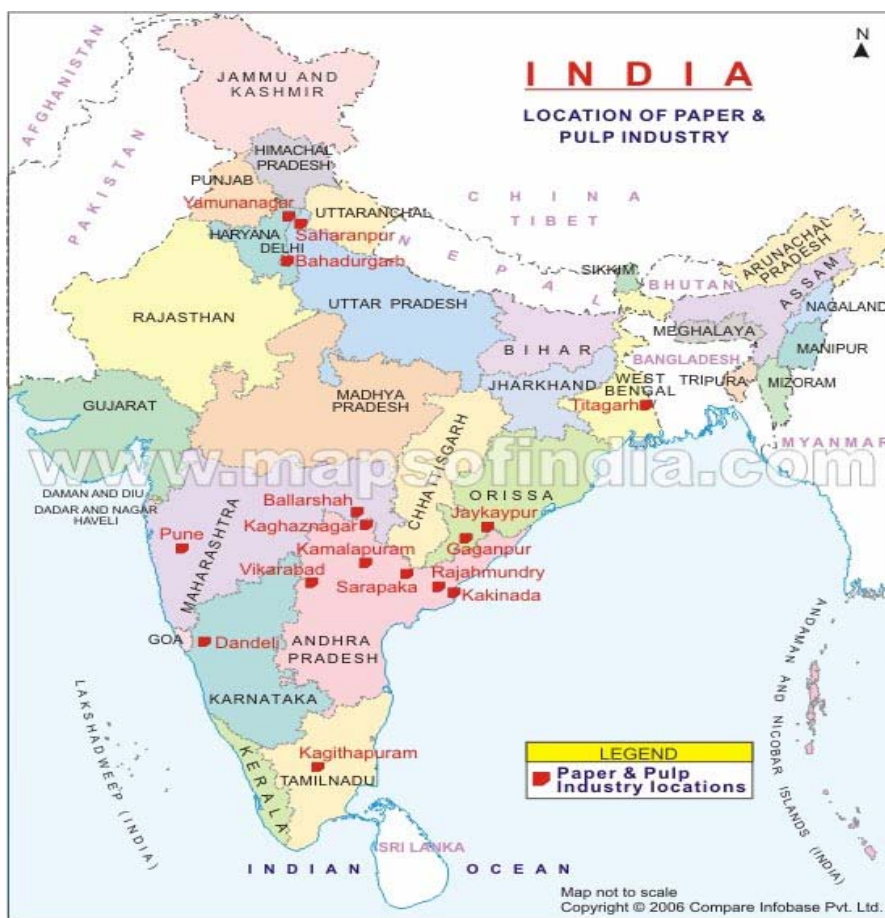 N
INDIA
LOCATION OF PAPER &
PULP INDUSTRY
AFGHANISTAN
PAKISTAN
JAMMU AND
KASHMIR
HIMACHAL
PRADESH
PUNJAB
Yamunanagar
UTTARANCHAL
CHINA
TIBET
HARYANA
Saharanpur
DELHI
Bahadurgarh
NEPAL
SIKKIM
BHUTAN
ARUNACHAL
PRADESH
ASSAM
NAGALAND
RAJASTHAN
UTTAR PRADESH
MEGHALAYA
MANIPUR
BIHAR
BANGLADESH
JHARKHAND
WEST
BENGAL
TRIPURA
MIZORAM
GUJARAT
MADHYA
PRADESH
Titagarh
MYANMAR
www.mapsofindia.com
CHHATTISGARH
ORISSA
DAMAN AND DIU
DADAR AND NAGAR
HAVELI
MAHARASHTRA
Ballarshah
Kaghaznagar
Jaykaypur
Pune
Kamalapuram
Gaganpur
Vikarabad
Sarapaka
Rajahmundry
Kakinada
GOA
Dandeli
ANDHRA
PRADESH
KARNATAKA
LAKSHADWEEP (INDIA)
ANDAMAN AND NICOBAR ISLANDS (INDIA)
Kagithapuram
TAMILNADU
KERALA
LEGEND
Paper & Pulp
Industry locations
SRI LANKA
INDIAN OCEAN
Map not to scale
Copyright © 2006 Compare Infobase Pvt. Ltd.